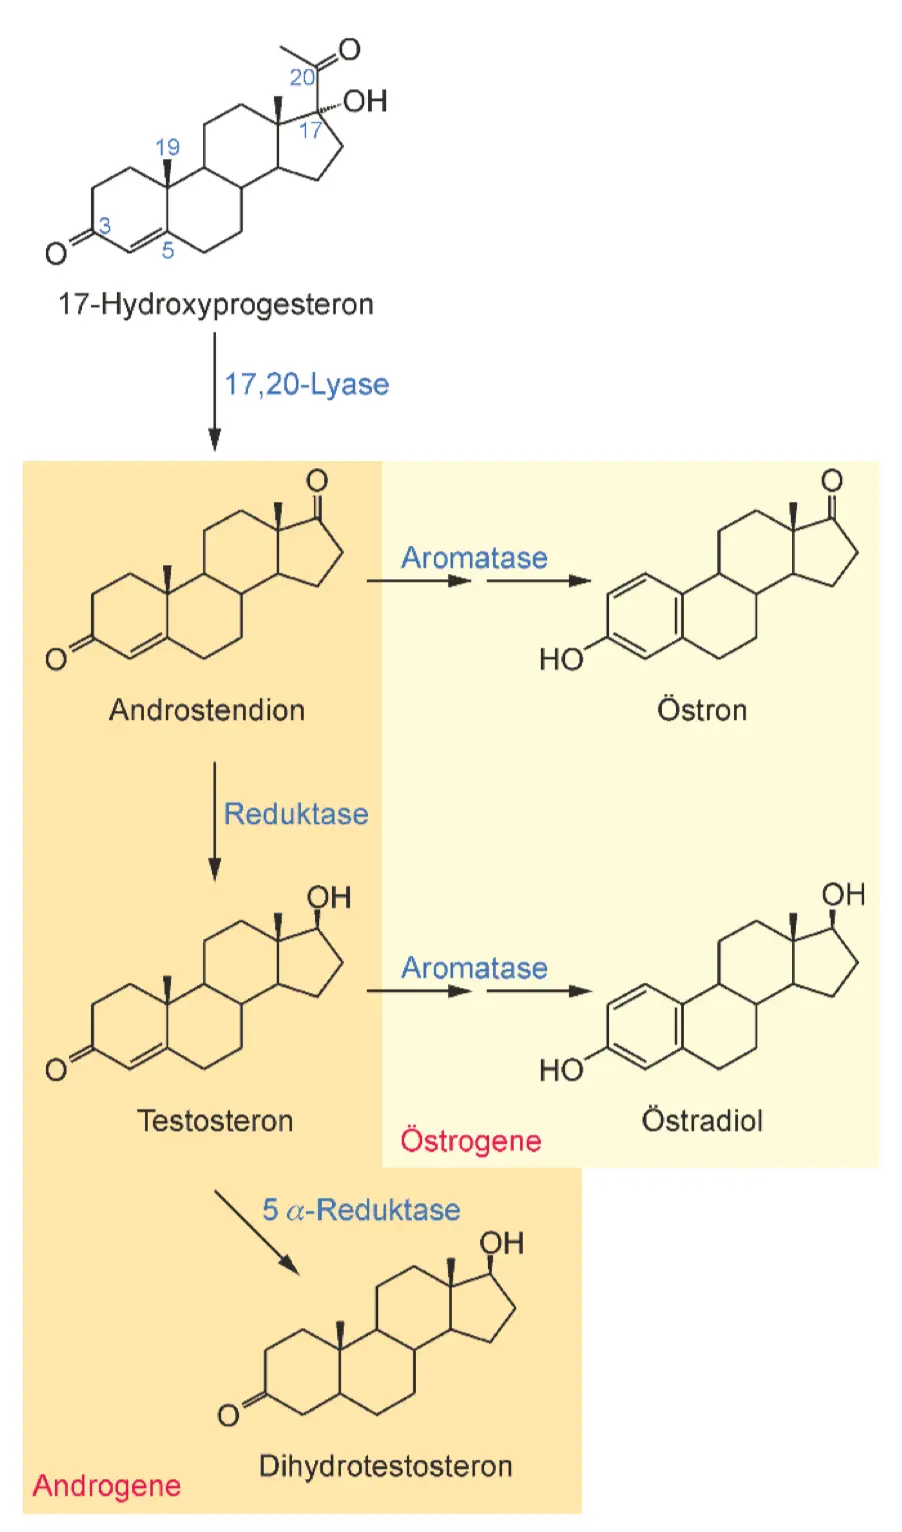 O
20
OH
17
19
3
5
O
17-Hydroxyprogesteron
17,20-Lyase
O
O
Androstendion
Aromatase
O
HO
Östron
Reduktase
OH
O
Testosteron
Aromatase
OH
HO
Östradiol
Östrogene
5 α-Reduktase
OH
O
Dihydrotestosteron
Androgene